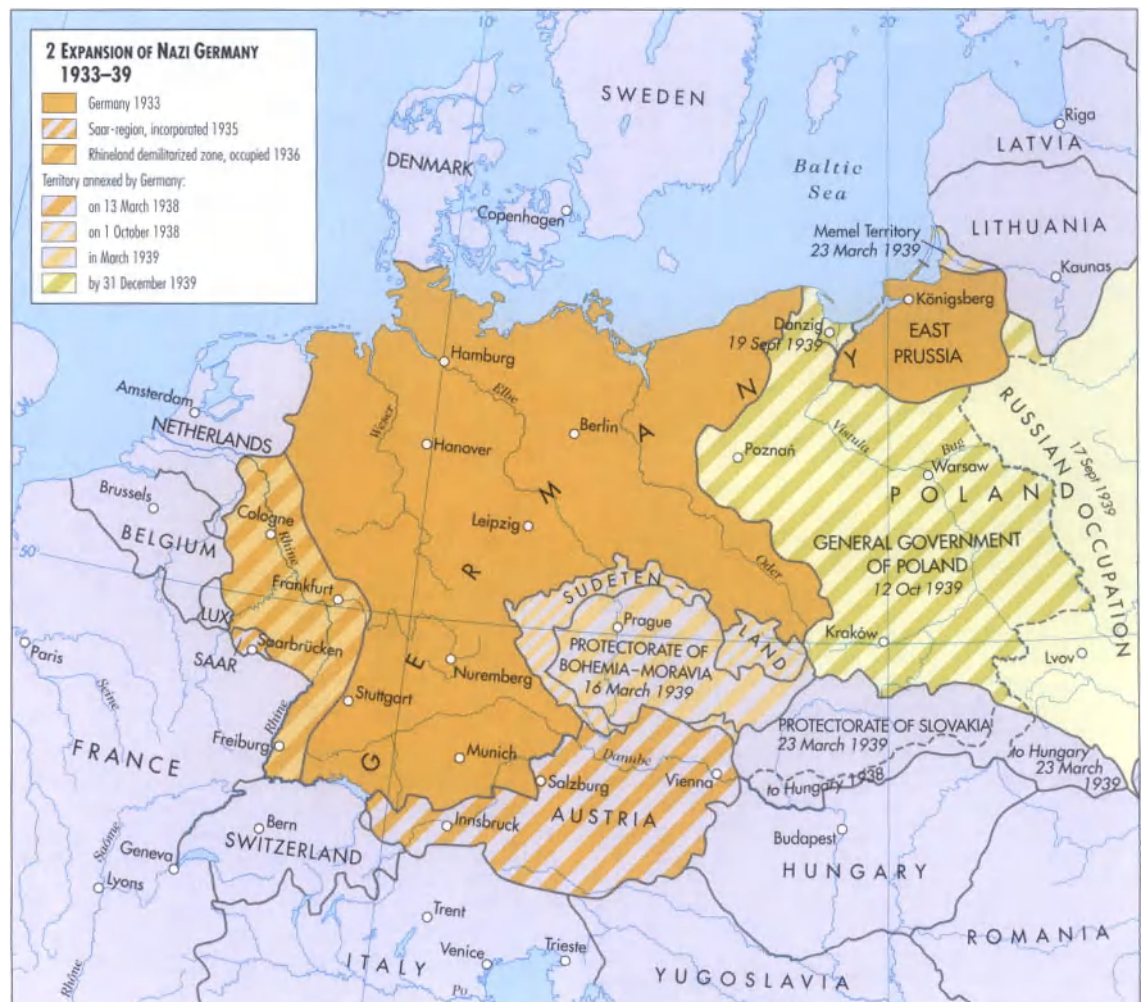 2 EXPANSION OF NAZI GERMANY
1933–39
Germany 1933
Saar-region, incorporated 1935
Rhineland demilitarized zone, occupied 1936
Territory annexed by Germany:
on 13 March 1938
on 1 October 1938
in March 1939
by 31 December 1939
10°
20°
50°
SWEDEN
DENMARK
Copenhagen
Baltic
Sea
Riga
LATVIA
LITHUANIA
Kaunas
Memel Territory
23 March 1939
Königsberg
EAST
PRUSSIA
Danzig
19 Sept 1939
Hamburg
Elbe
Weser
Berlin
Hanover
Leipzig
Oder
GERMANY
Amsterdam
NETHERLANDS
Brussels
BELGIUM
LUX.
Cologne
Rhine
Frankfurt
Saarbrücken
SAAR
Stuttgart
Nuremberg
Rhine
Freiburg
Munich
Paris
Seine
FRANCE
Poznań
Vistula
Bug
Warsaw
POLAND
GENERAL GOVERNMENT
OF POLAND
12 Oct 1939
Kraków
RUSSIAN OCCUPATION
17 Sept 1939
Lvov
SUDETEN
LAND
Prague
PROTECTORATE OF
BOHEMIA–MORAVIA
16 March 1939
PROTECTORATE OF SLOVAKIA
23 March 1939
to Hungary 1938
to Hungary
23 March
1939
Danube
Vienna
Salzburg
AUSTRIA
Innsbruck
Bern
SWITZERLAND
Geneva
Saône
Lyons
Rhône
Trent
Venice
Trieste
ITALY
Po
YUGOSLAVIA
Budapest
HUNGARY
ROMANIA